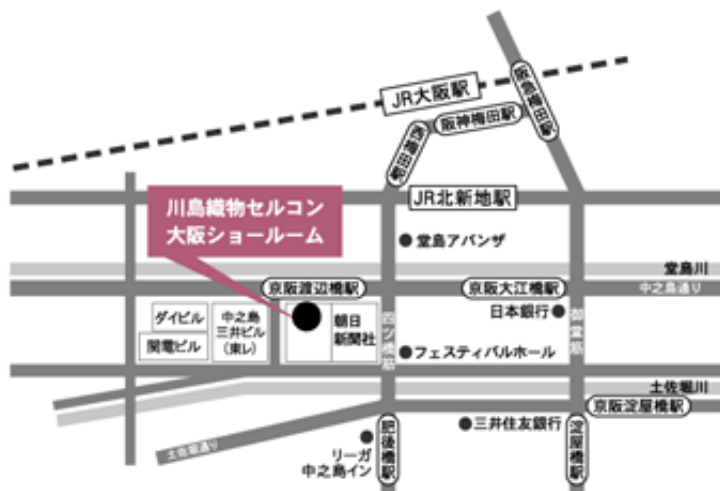 JR大阪駅
阪急梅田駅
阪神梅田駅
西梅田駅
JR北新地駅
川島織物セルコン
大阪ショールーム
堂島アバンザ
堂島川
京阪渡辺橋駅
京阪大江橋駅
中之島通り
ダイビル
関電ビル
中之島
三井ビル
(東レ)
朝日
新聞社
四ツ橋筋
日本銀行
御堂筋
フェスティバルホール
土佐堀川
京阪淀屋橋駅
土佐堀通り
肥後橋駅
リーガ
中之島イン
三井住友銀行
淀屋橋駅